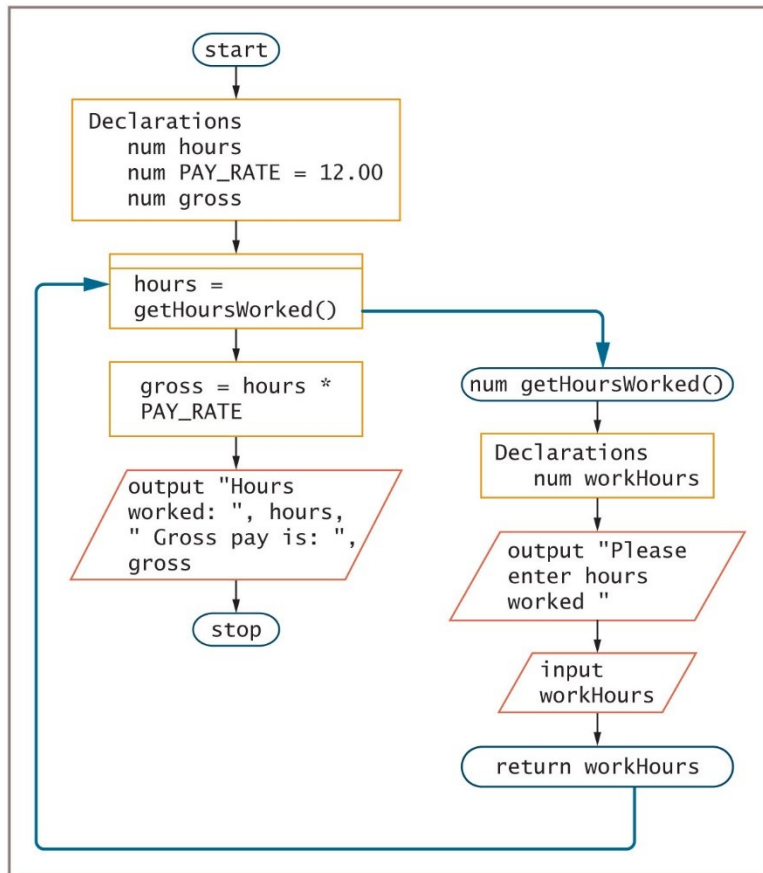 start
Declarations
num hours
num PAY_RATE = 12.00
num gross
hours =
getHoursWorked()
gross = hours *
PAY_RATE
output "Hours
worked: ", hours,
" Gross pay is: ",
gross
stop
num getHoursWorked()
Declarations
num workHours
output "Please
enter hours
worked "
input
workHours
return workHours